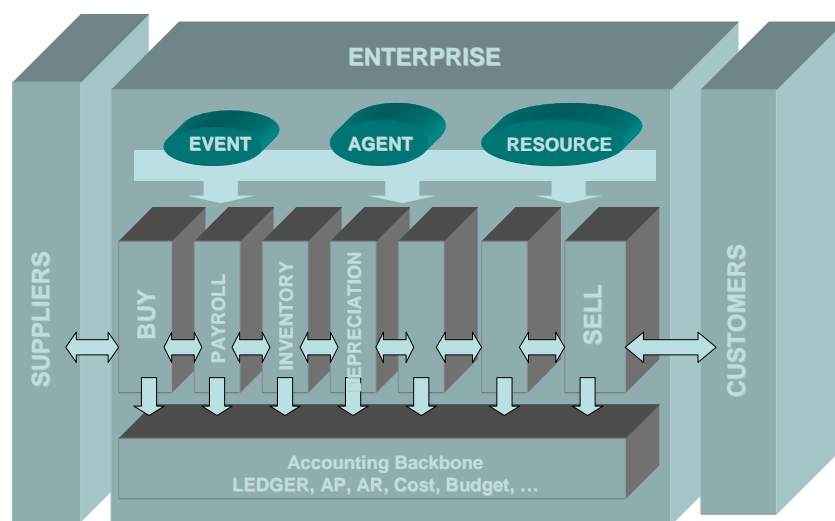 ENTERPRISE
EVENT
AGENT
RESOURCE
SUPPLIERS
BUY
PAYROLL
INVENTORY
DEPRECIATION
SELL
CUSTOMERS
Accounting Backbone
LEDGER, AP, AR, Cost, Budget, …